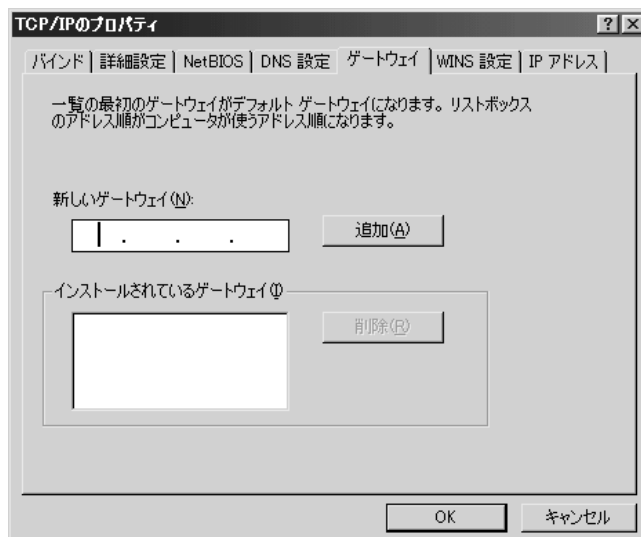 TCP/IPのプロパティ
バインド 詳細設定 NetBIOS DNS 設定 ゲートウェイ WINS 設定 IP アドレス
一覧の最初のゲートウェイがデフォルト ゲートウェイになります。リストボックス
のアドレス順がコンピュータが使うアドレス順になります。
新しいゲートウェイ(N):
. . .
追加(A)
インストールされているゲートウェイ(I)
削除(R)
OK キャンセル